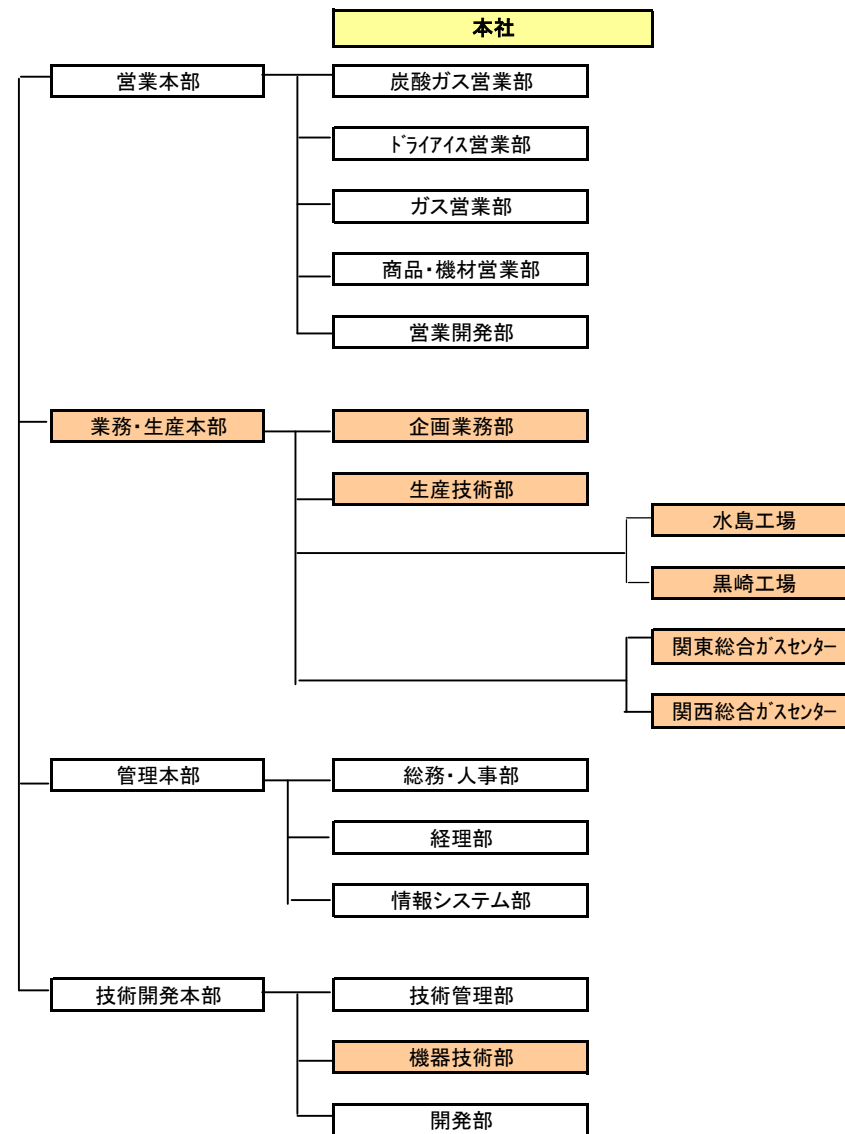 本社
営業本部
炭酸ガス営業部
ﾄﾞﾗｲｱｲｽ営業部
ガス営業部
商品・機材営業部
営業開発部
業務・生産本部
企画業務部
生産技術部
水島工場
黒崎工場
関東総合ｶﾞｽｾﾝﾀｰ
関西総合ｶﾞｽｾﾝﾀｰ
管理本部
総務・人事部
経理部
情報システム部
技術開発本部
技術管理部
機器技術部
開発部